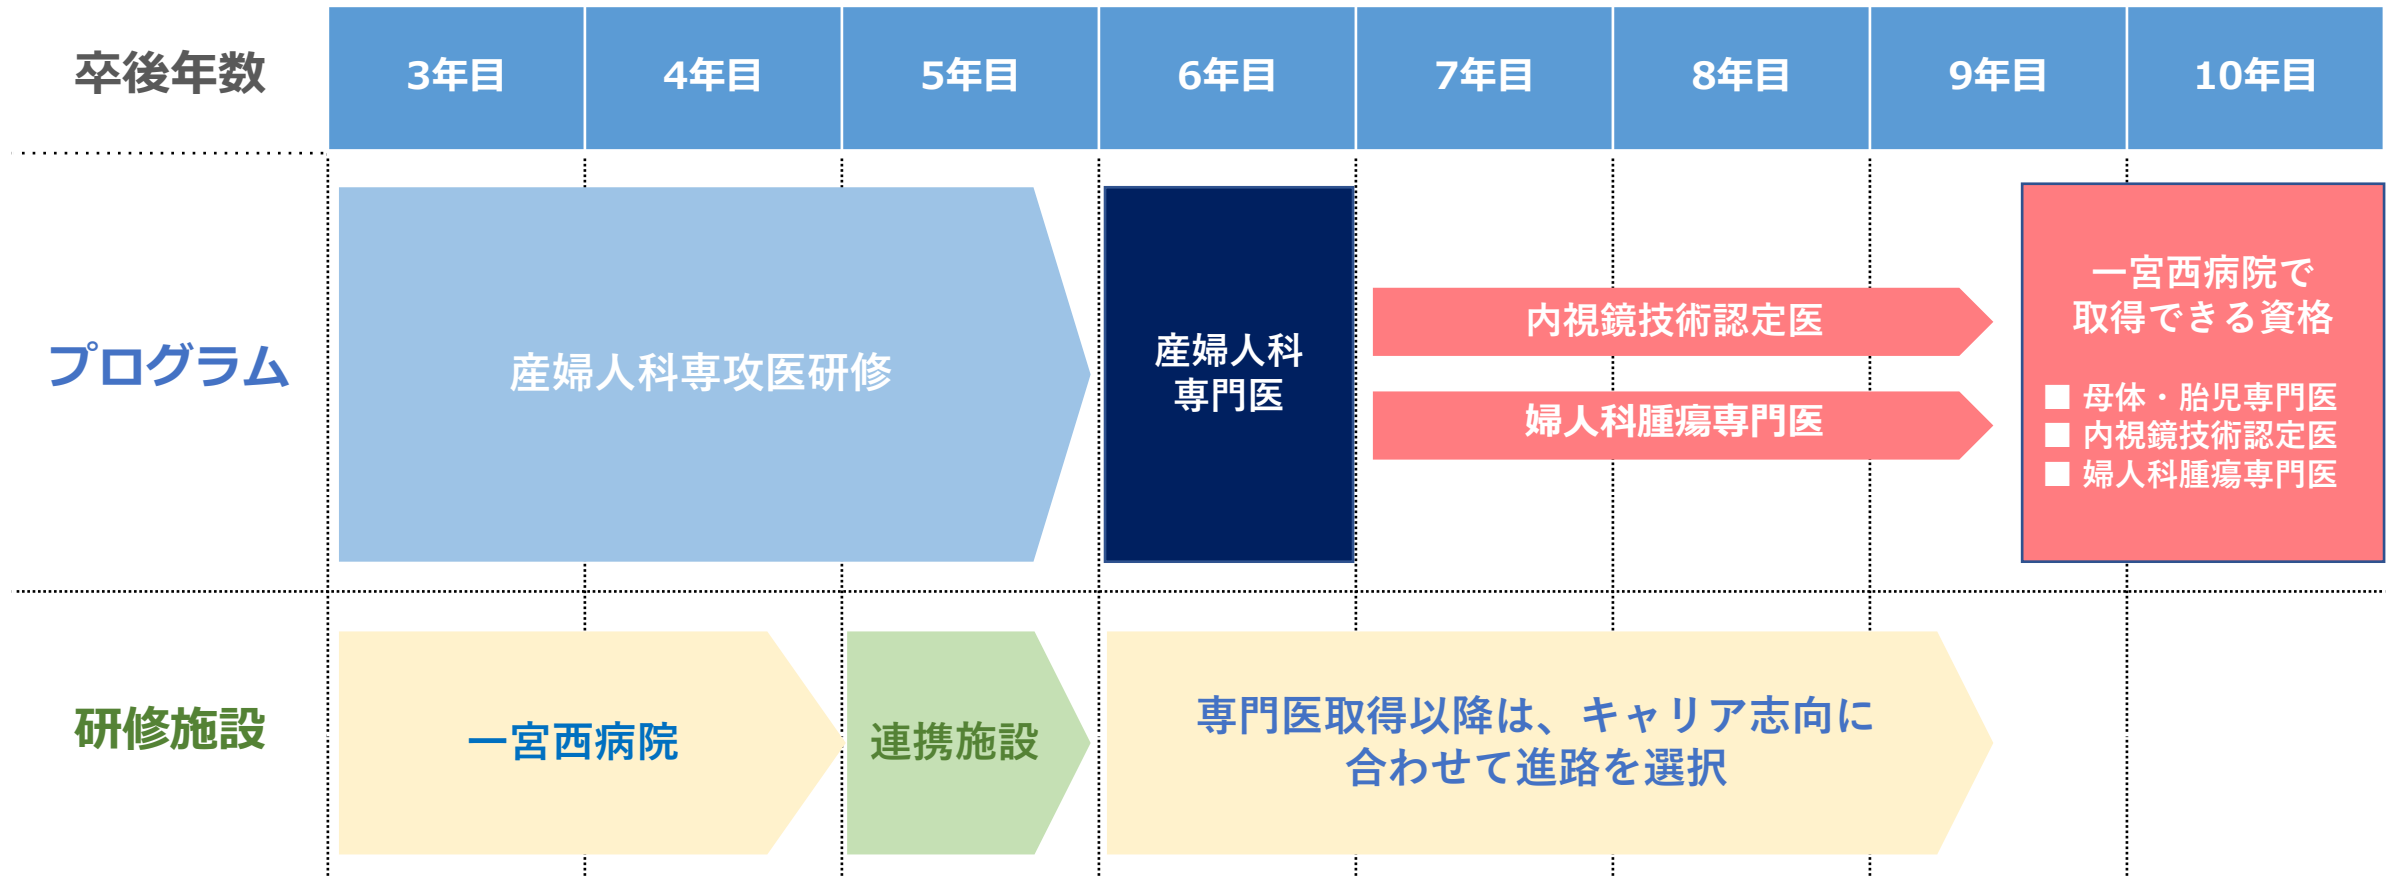 卒後年数
3年目
4年目
5年目
6年目
7年目
8年目
9年目
10年目
プログラム
産婦人科専攻医研修
産婦人科
専門医
内視鏡技術認定医
婦人科腫瘍専門医
一宮西病院で
取得できる資格
■ 母体・胎児専門医
■ 内視鏡技術認定医
■ 婦人科腫瘍専門医
研修施設
一宮西病院
連携施設
専門医取得以降は、キャリア志向に
合わせて進路を選択